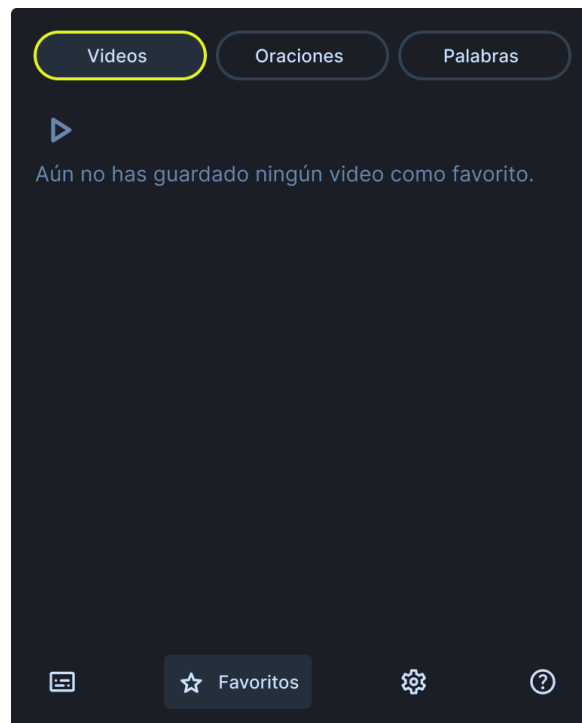 Videos
Oraciones
Palabras
Aún no has guardado ningún video como favorito.
Favoritos